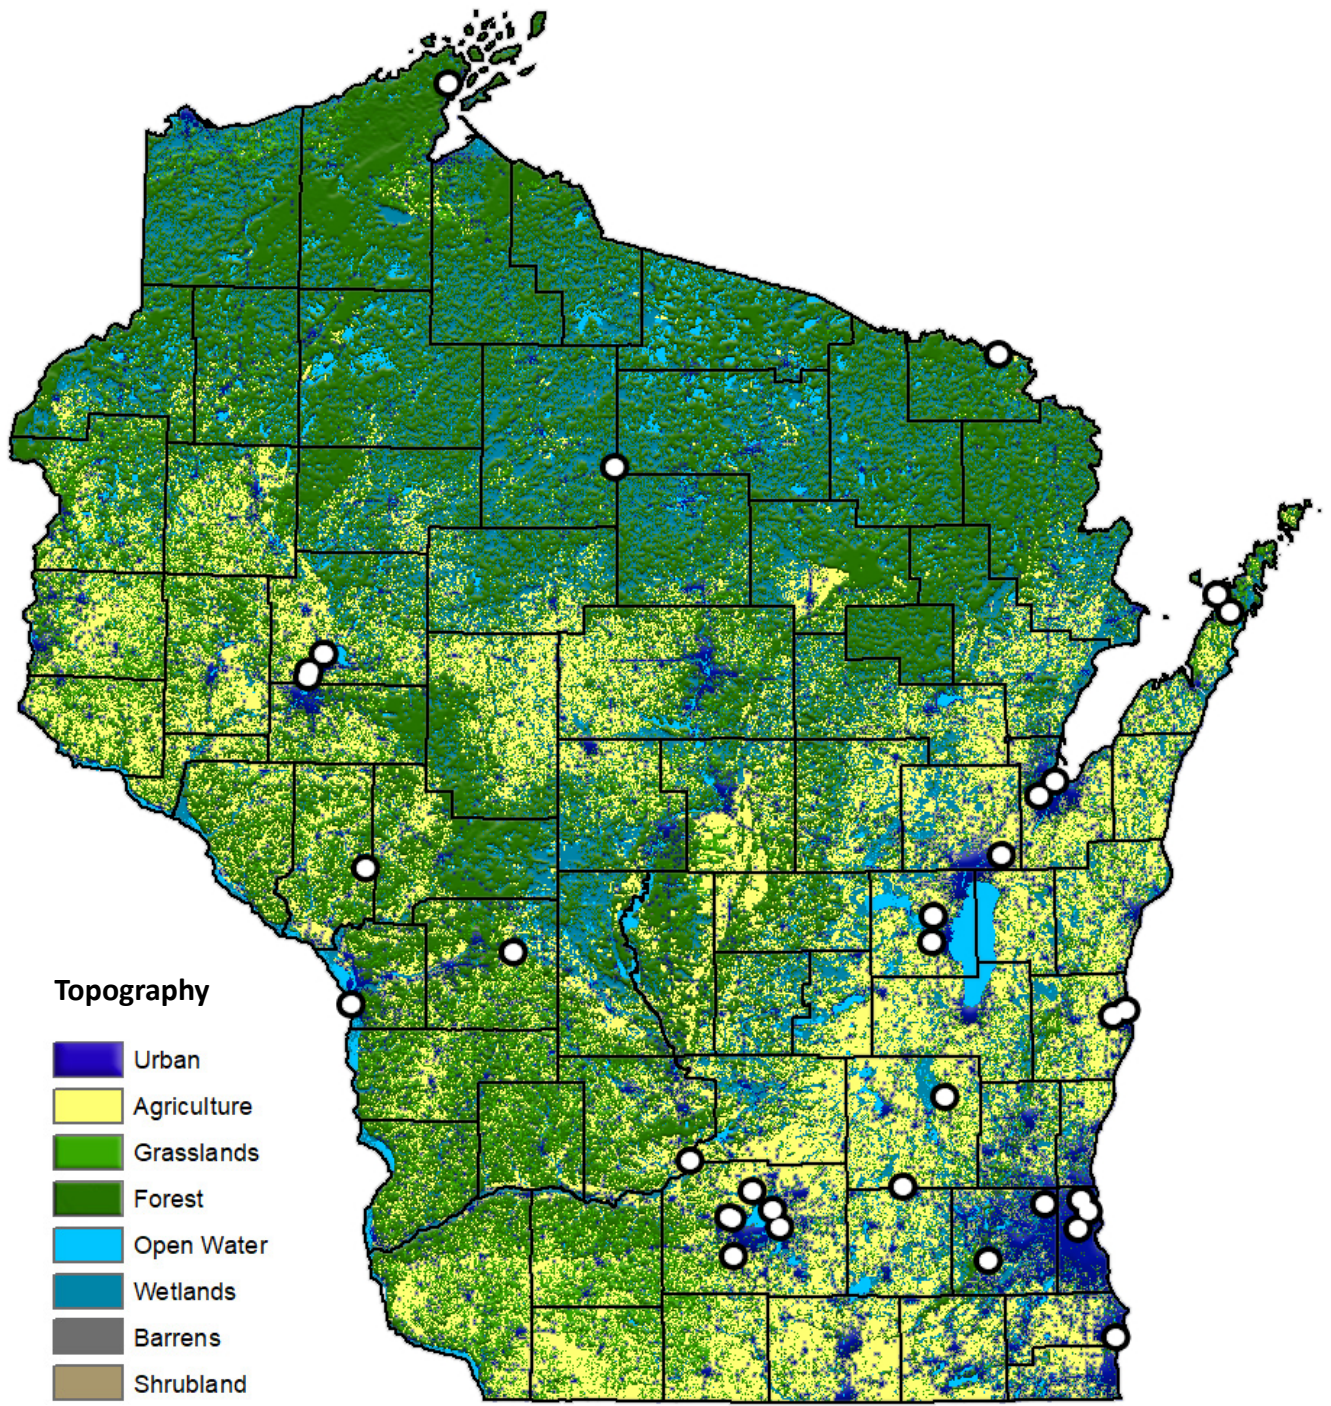 Topography
Urban
Agriculture
Grasslands
Forest
Open Water
Wetlands
Barrens
Shrubland